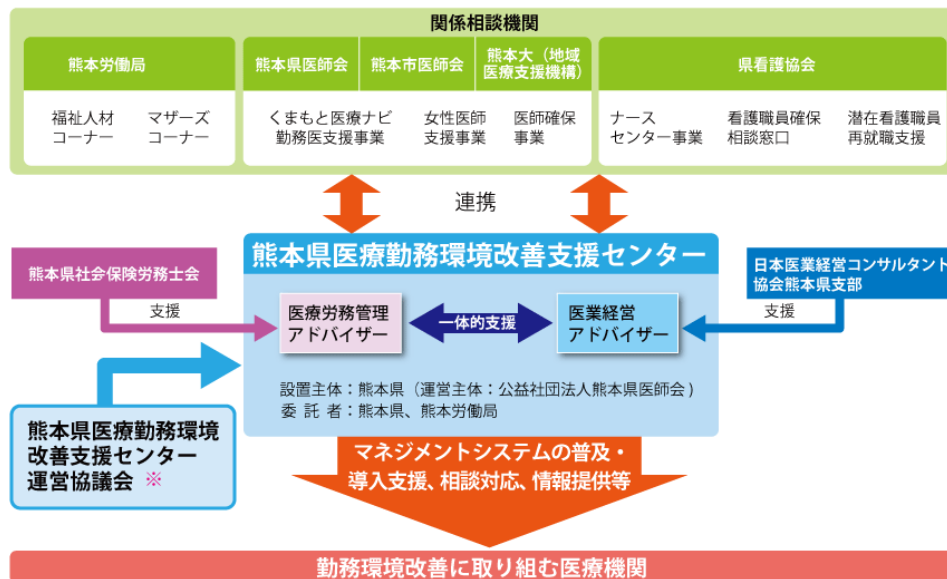 関係相談機関
熊本労働局
熊本県医師会
熊本市医師会
熊本大（地域
医療支援機構）
県看護協会
福祉人材
コーナー
マザーズ
コーナー
くまもと医療ナビ
勤務医支援事業
女性医師
支援事業
医師確保
事業
ナース
センター事業
看護職員確保
相談窓口
潜在看護職員
再就職支援
連携
熊本県医療勤務環境改善支援センター
熊本県社会保険労務士会
支援
日本医業経営コンサルタント
協会熊本県支部
支援
医療労務管理
アドバイザー
一体的支援
医業経営
アドバイザー
設置主体：熊本県（運営主体：公益社団法人熊本県医師会）
委 託 者：熊本県、熊本労働局
熊本県医療勤務環境
改善支援センター
運営協議会 ※
マネジメントシステムの普及・
導入支援、相談対応、情報提供等
勤務環境改善に取り組む医療機関